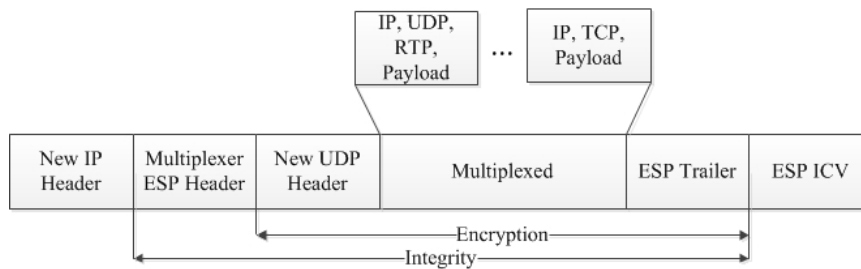 IP, UDP,
RTP,
Payload
...
IP, TCP,
Payload
New IP
Header
Multiplexer
ESP Header
New UDP
Header
Multiplexed
ESP Trailer
ESP ICV
Encryption
Integrity